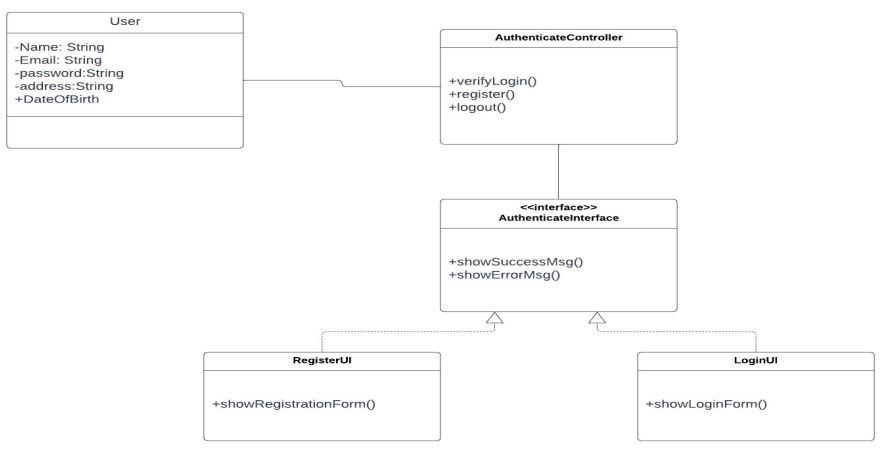 User
-Name: String
-Email: String
-password:String
-address:String
+DateOfBirth
AuthenticateController
+verifyLogin()
+register()
+logout()
<<interface>>
AuthenticateInterface
+showSuccessMsg()
+showErrorMsg()
RegisterUI
+showRegistrationForm()
LoginUI
+showLoginForm()